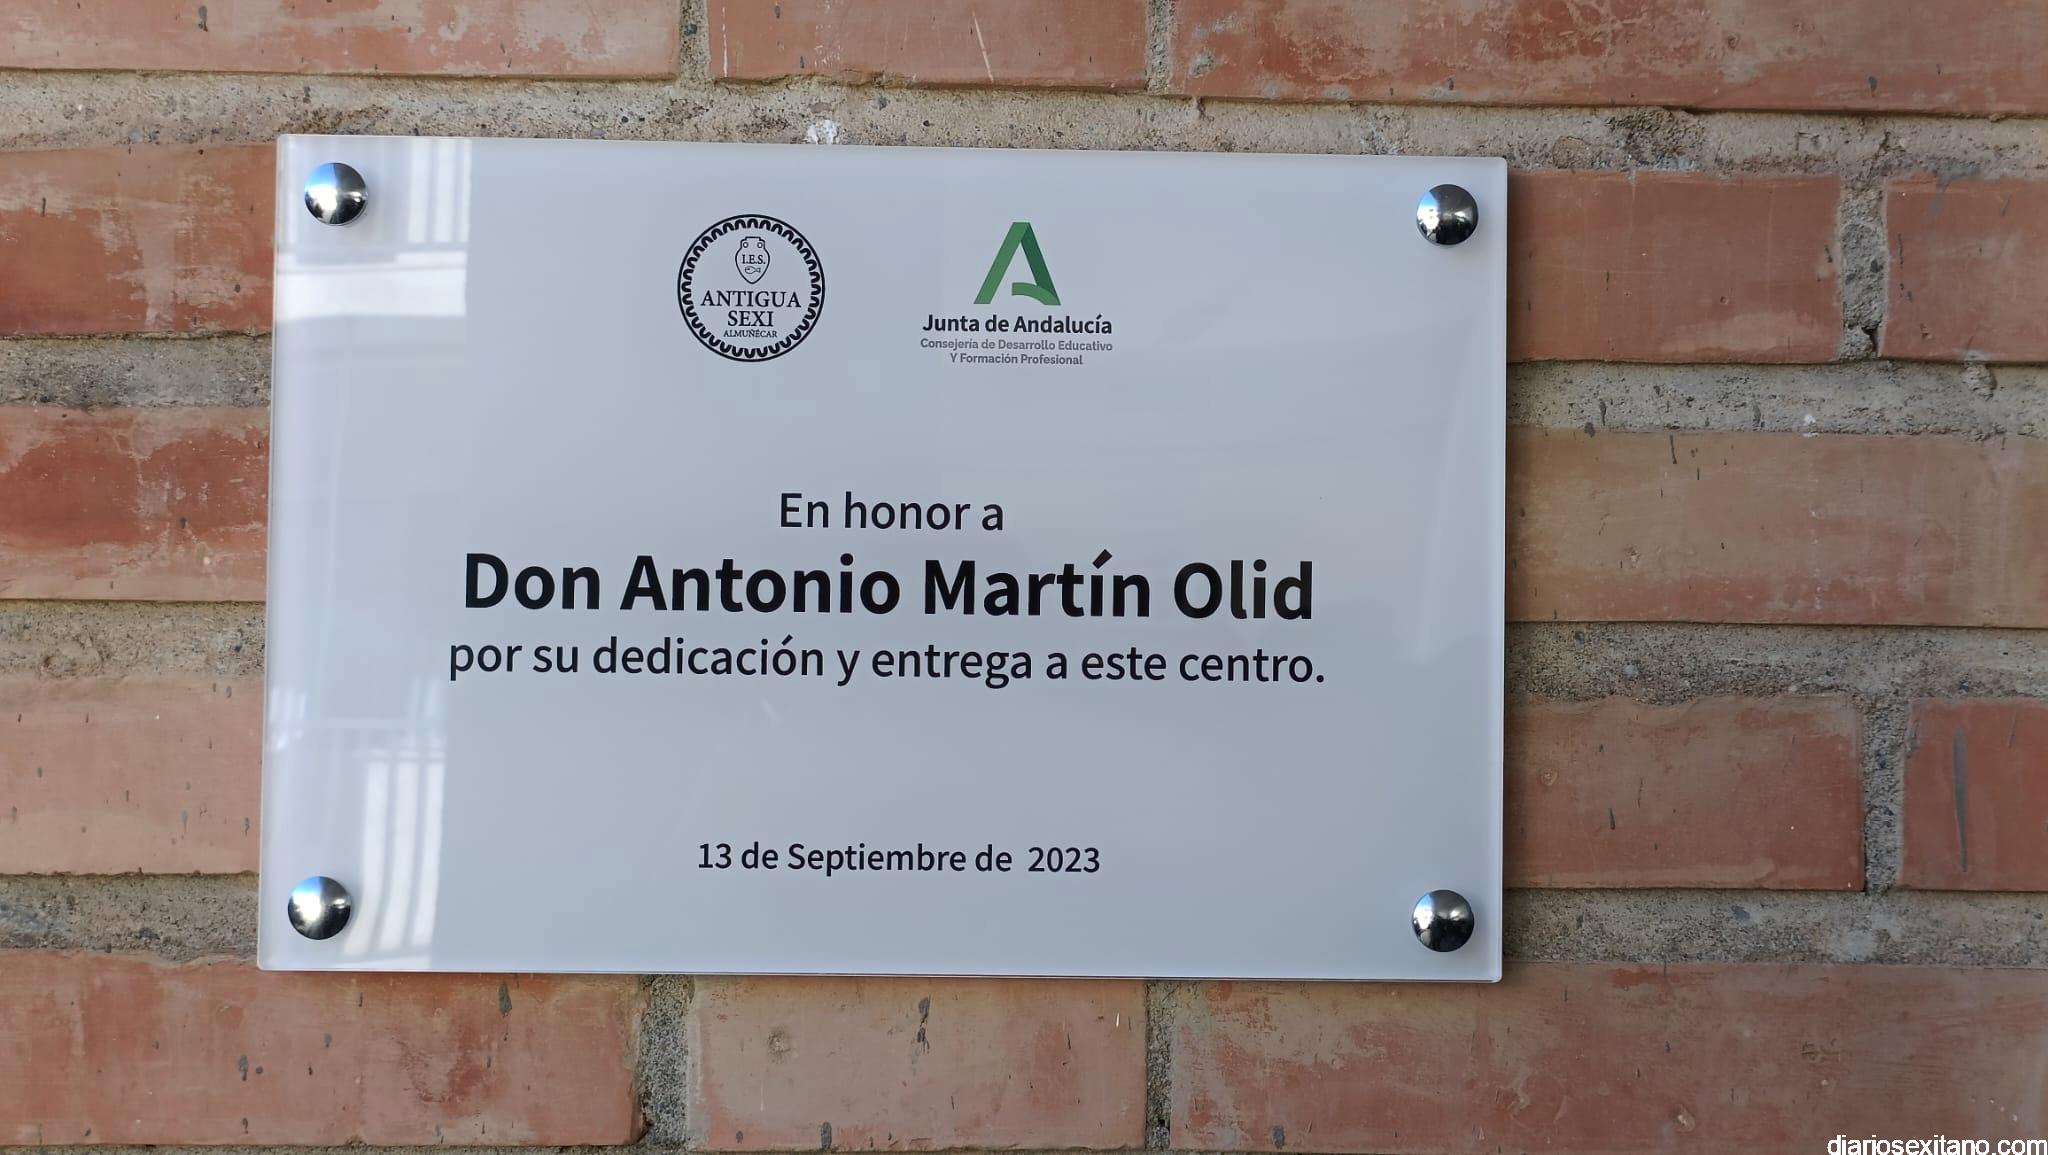 I.E.S.
ANTIGUA
SEXI
ALMUÑÉCAR
Junta de Andalucía
Consejería de Desarrollo Educativo
Y Formación Profesional
En honor a
Don Antonio Martín Olid
por su dedicación y entrega a este centro.
13 de Septiembre de 2023
diariosexitano.com